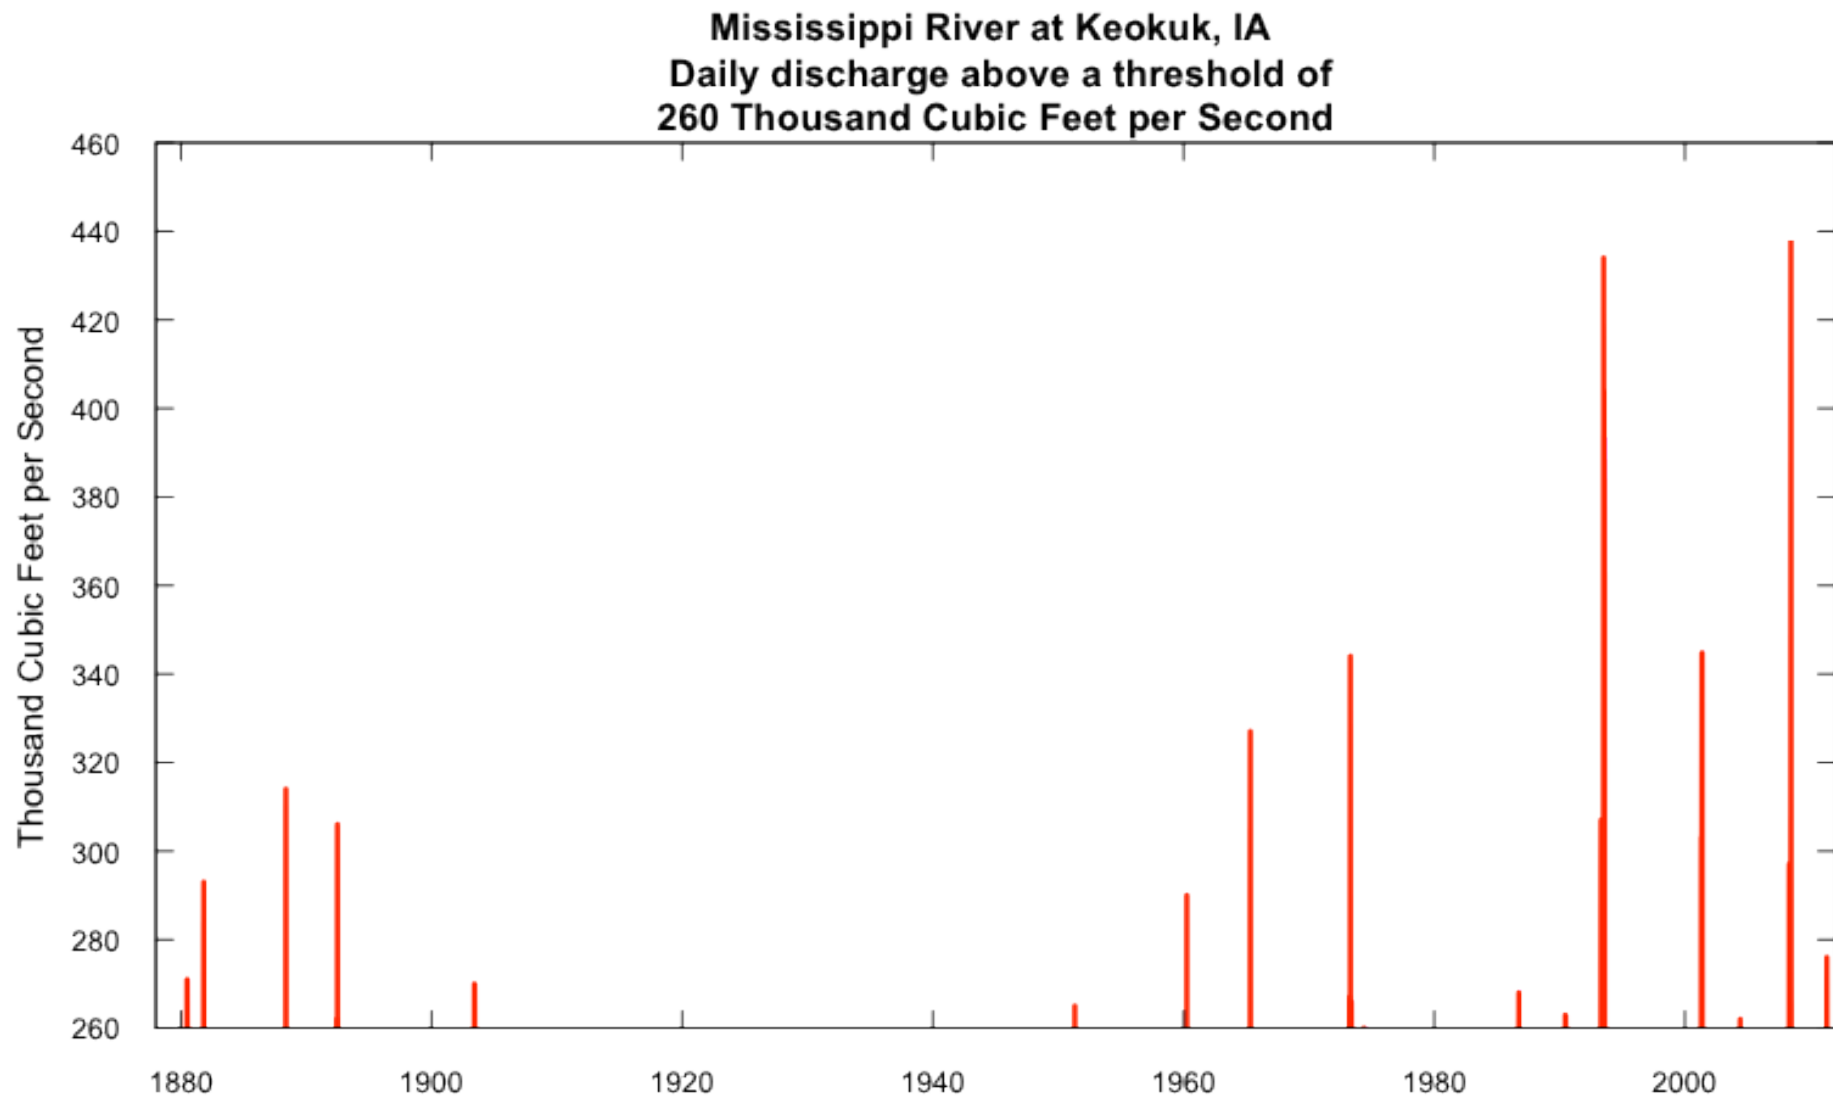 Mississippi River at Keokuk, IA
Daily discharge above a threshold of
260 Thousand Cubic Feet per Second
Thousand Cubic Feet per Second
460
440
420
400
380
360
340
320
300
280
260
1880 1900 1920 1940 1960 1980 2000